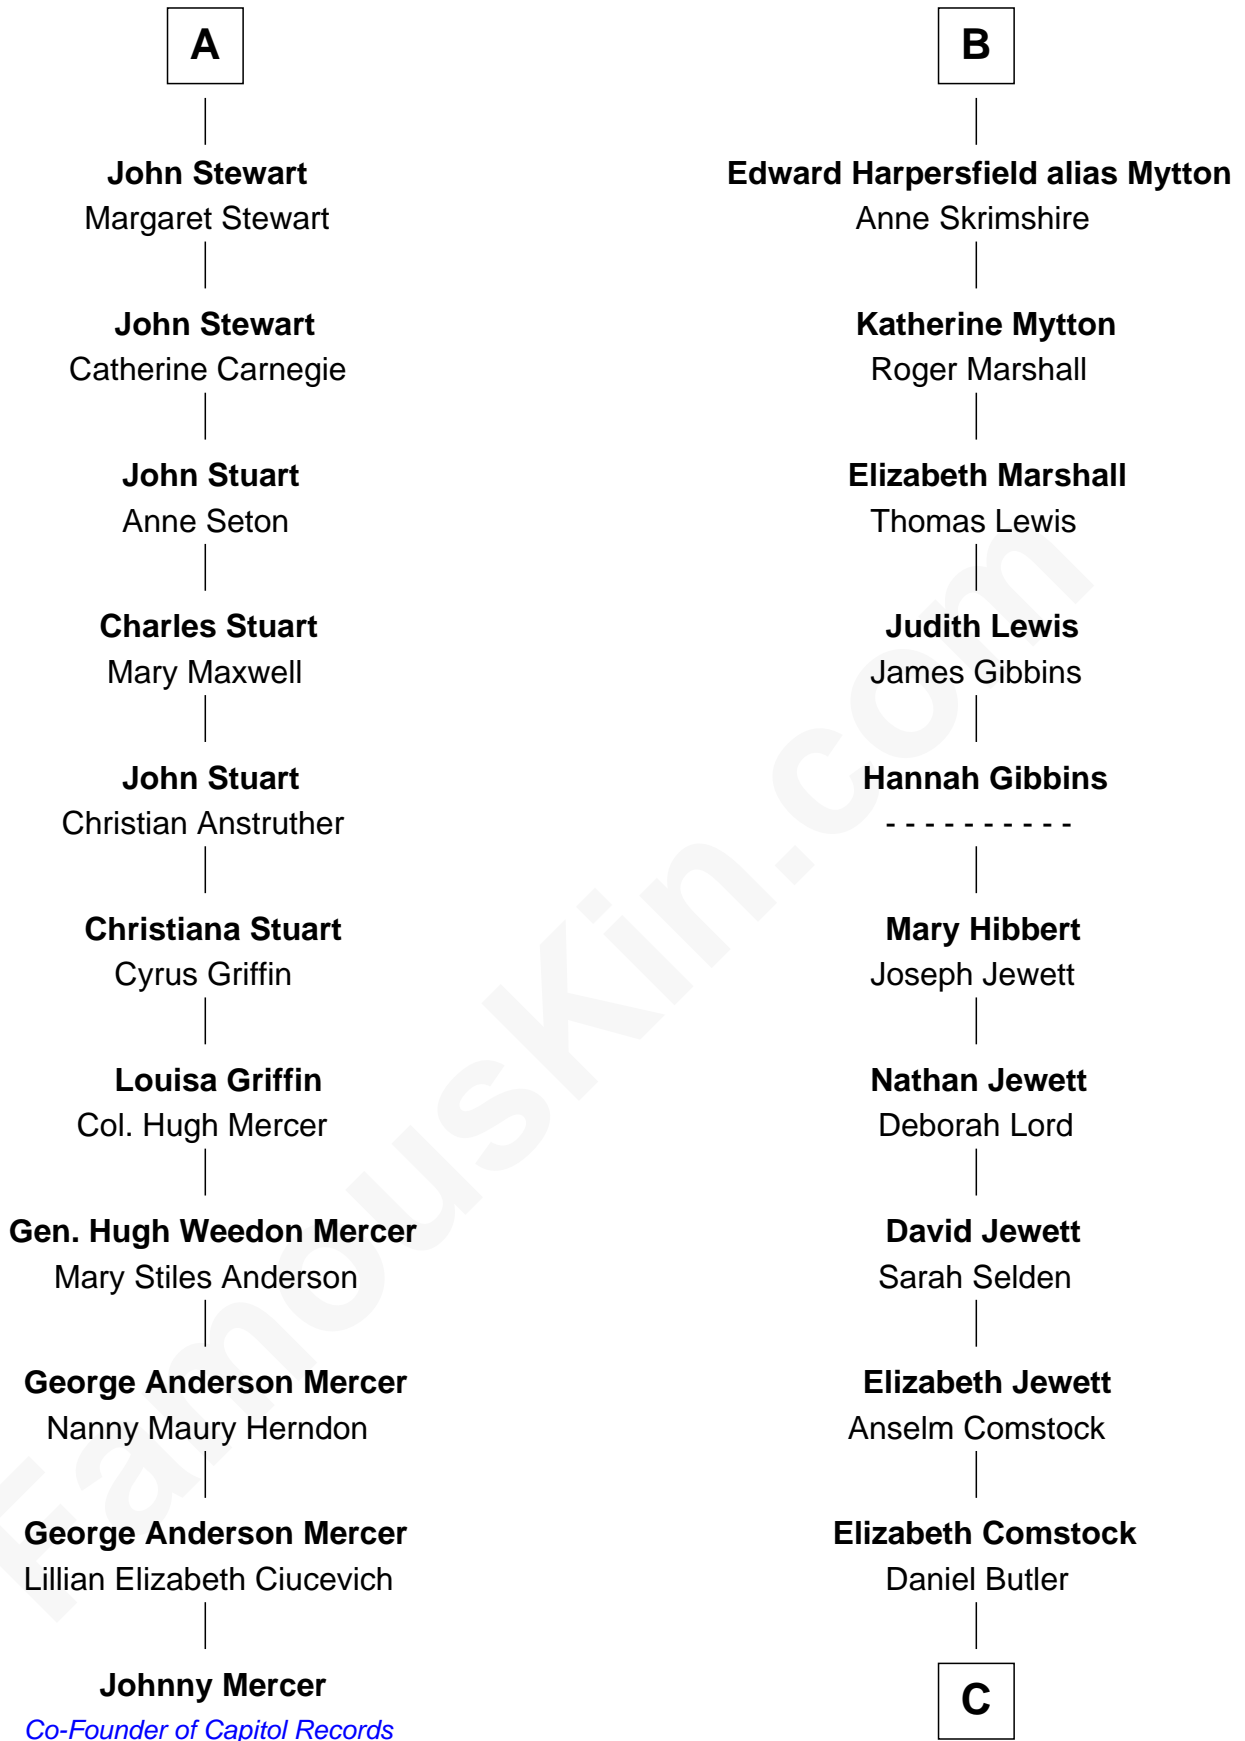 A
John Stewart
Margaret Stewart
John Stewart
Catherine Carnegie
John Stuart
Anne Seton
Charles Stuart
Mary Maxwell
John Stuart
Christian Anstruther
Christiana Stuart
Cyrus Griffin
Louisa Griffin
Col. Hugh Mercer
Gen. Hugh Weedon Mercer
Mary Stiles Anderson
George Anderson Mercer
Nanny Maury Herndon
George Anderson Mercer
Lillian Elizabeth Ciucevich
Johnny Mercer
Co-Founder of Capitol Records
B
Edward Harpersfield alias Mytton
Anne Skrimshire
Katherine Mytton
Roger Marshall
Elizabeth Marshall
Thomas Lewis
Judith Lewis
James Gibbins
Hannah Gibbins
- - - - - - - - - -
Mary Hibbert
Joseph Jewett
Nathan Jewett
Deborah Lord
David Jewett
Sarah Selden
Elizabeth Jewett
Anselm Comstock
Elizabeth Comstock
Daniel Butler
C
FamousKin.com